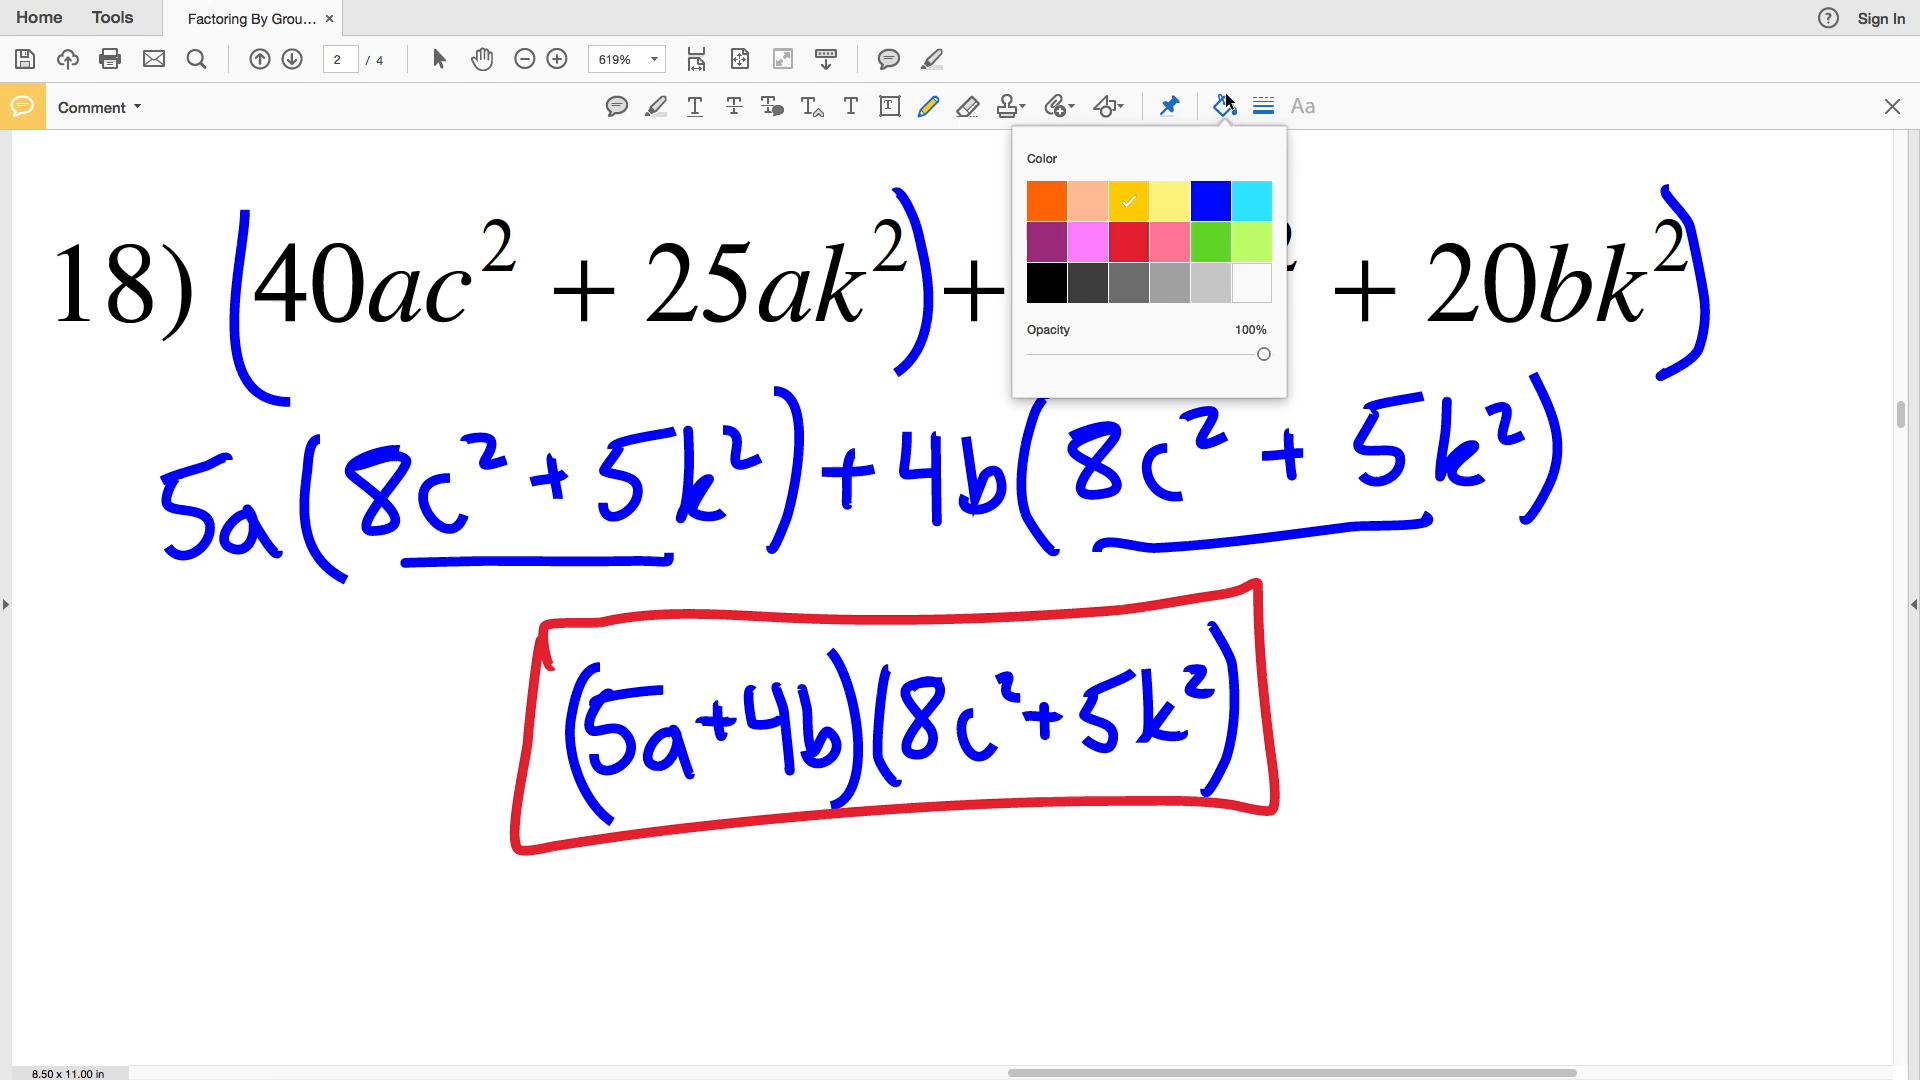 Home Tools Factoring By Grou... × ? Sign In
2 / 4 619%
Comment T T T T T T Aa
Color
18) (40ac² + 25ak²) + ² + 20bk²)
Opacity 100%
5a(8c² + 5k²) + 4b(8c² + 5k²)
(5a+4b)(8c²+5k²)
8.50 x 11.00 in